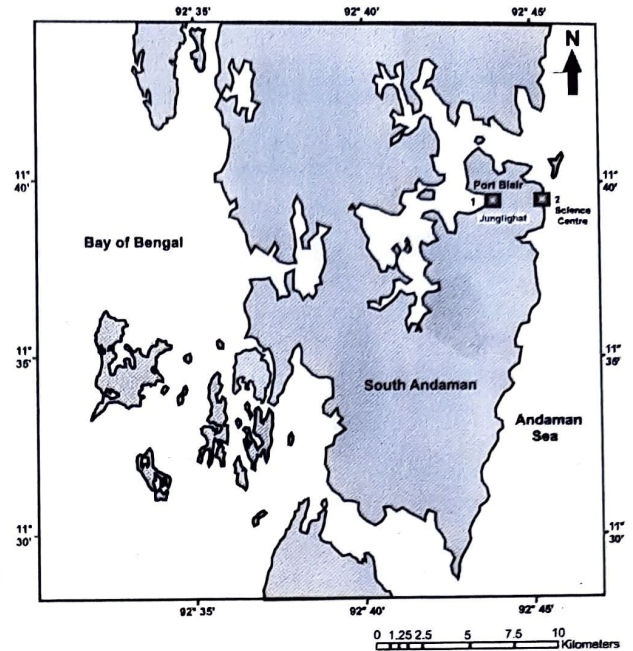 92° 35'
92° 40'
92° 45'
N
11°
40'
11°
40'
Port Blair
1
2
Junglighat
Science
Centre
Bay of Bengal
11°
35'
11°
35'
South Andaman
Andaman
Sea
11°
30'
11°
30'
92° 35'
92° 40'
92° 45'
0 1.25 2.5 5 7.5 10
Kilometers